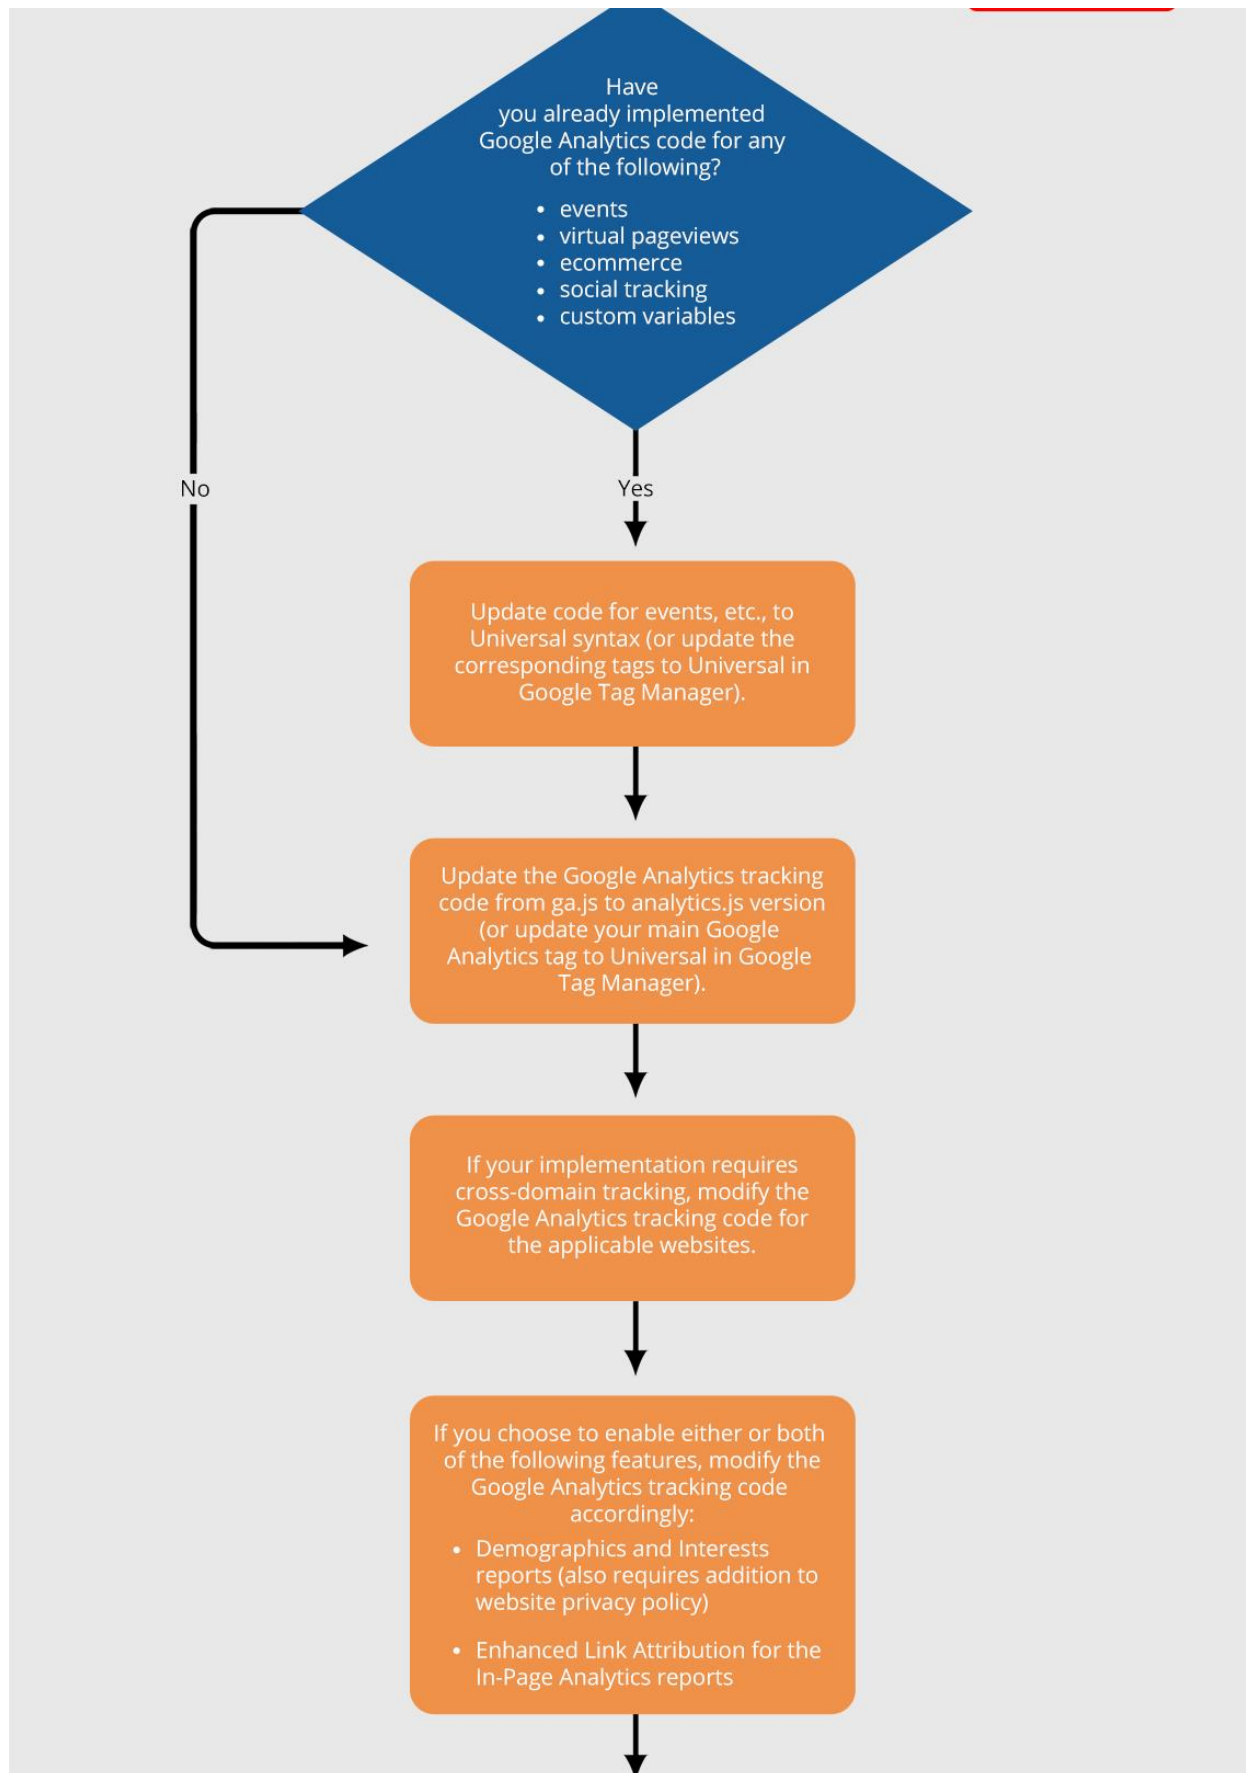 Have
you already implemented
Google Analytics code for any
of the following?
• events
• virtual pageviews
• ecommerce
• social tracking
• custom variables
No
Yes
Update code for events, etc., to
Universal syntax (or update the
corresponding tags to Universal in
Google Tag Manager).
Update the Google Analytics tracking
code from ga.js to analytics.js version
(or update your main Google
Analytics tag to Universal in Google
Tag Manager).
If your implementation requires
cross-domain tracking, modify the
Google Analytics tracking code for
the applicable websites.
If you choose to enable either or both
of the following features, modify the
Google Analytics tracking code
accordingly:
• Demographics and Interests
reports (also requires addition to
website privacy policy)
• Enhanced Link Attribution for the
In-Page Analytics reports